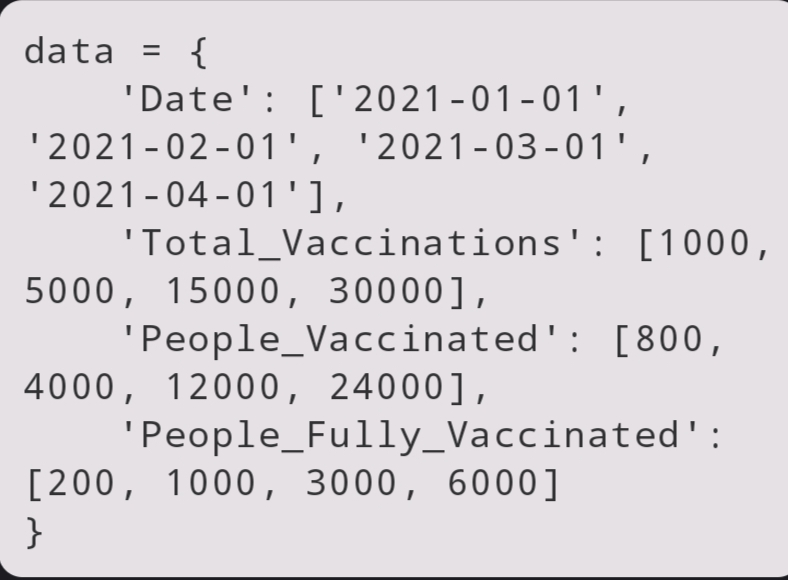 data = {
    'Date': ['2021-01-01',
'2021-02-01', '2021-03-01',
'2021-04-01'],
    'Total_Vaccinations': [1000,
5000, 15000, 30000],
    'People_Vaccinated': [800,
4000, 12000, 24000],
    'People_Fully_Vaccinated':
[200, 1000, 3000, 6000]
}